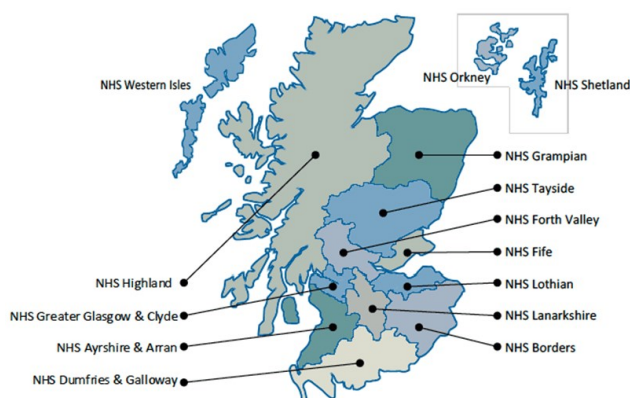 NHS Western Isles
NHS Orkney
NHS Shetland
NHS Grampian
NHS Tayside
NHS Forth Valley
NHS Fife
NHS Highland
NHS Lothian
NHS Greater Glasgow & Clyde
NHS Lanarkshire
NHS Ayrshire & Arran
NHS Borders
NHS Dumfries & Galloway